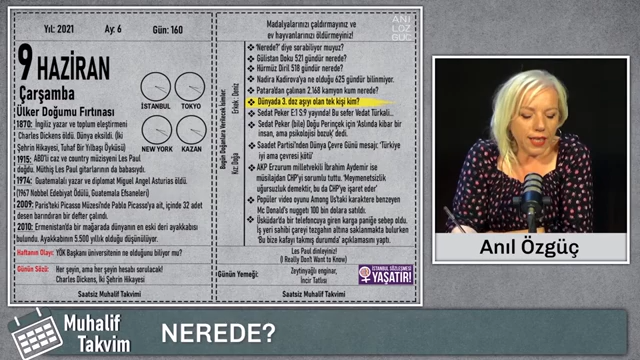 Yıl: 2021 Ay: 6 Gün: 160
9 HAZİRAN
Çarşamba
Ülker Doğumu Fırtınası
1870: İngiliz yazar ve toplum eleştirmeni
Charles Dickens öldü. Dünya eksildi. (İki
Şehrin Hikayesi, Tuhaf Bir Yılbaşı Öyküsü)
1915: ABD'li caz ve country müzisyeni Les Paul
doğdu. Müthiş Les Paul gitarlarının da babasıydı.
1974: Guatemalalı yazar ve diplomat Miguel Angel Asturias öldü.
(1967 Nobel Edebiyat Ödülü, Guatemala Efsaneleri)
2009: Paris'teki Picasso Müzesi'nde Pablo Picasso'ya ait, içinde 32 adet
desen barındıran bir defter çalındı.
2010: Ermenistan'da bir mağarada dünyanın en eski deri ayakkabısı
bulundu. Ayakkabının 5.500 yıllık olduğu düşünülüyor.
İSTANBUL TOKYO
NEW YORK KAZAN
Haftanın Olayı: YÖK Başkanı üniversitenin ne olduğunu biliyor mu?
Günün Sözü: Her şeyin, ama her şeyin hesabı sorulacak!
Charles Dickens, İki Şehrin Hikayesi
Saatsiz Muhalif Takvimi
Madalyalarınızı çaldırmayınız ve
ev hayvanlarınızı öldürmeyiniz!
ANI
LÖZ
GÜÇ
Bugün Doğanlara Verilecek İsimler:
Kız: Doğa Erkek: Deniz
'Nerede?' diye sorabiliyor muyuz?
Gülistan Doku 521 gündür nerede?
Hürmüz Diril 518 gündür nerede?
Nadira Kadirova'ya ne olduğu 625 gündür bilinmiyor.
Patara'dan çalınan 2.168 kamyon kum nerede?
Dünyada 3. doz aşıyı olan tek kişi kim?
Sedat Peker E:1 S:9 yayında! Bu sefer Vedat Türkali..
Sedat Peker (bile) Doğu Perinçek için 'Aslında kibar bir
insan, ama psikolojisi bozuk' dedi.
Saadet Partisi'nden Dünya Çevre Günü mesajı: 'Türkiye
iyi ama çevresi kötü'
AKP Erzurum milletvekili İbrahim Aydemir ise
müsilajdan CHP'yi sorumlu tuttu. 'Meymenetsizlik
uğursuzluk demektir, bu da CHP'ye işaret eder'
Popüler video oyunu Among Us'taki karaktere benzeyen
Mc Donald's nuggetı 100 bin dolara satıldı.
Üsküdar'da bir telefoncuya giren karga paniğe sebep oldu.
İş yeri sahibi çareyi tezgahın altına saklanmakta bulurken
'Bu bize kafayı takmış durumda' açıklamasını yaptı.
Les Paul dinleyiniz!
(I Really Don't Want to Know)
Günün Yemeği: Zeytinyağlı enginar,
İncir Tatlısı
İSTANBUL SÖZLEŞMESİ
YAŞATIR!
Saatsiz Muhalif Takvimi
Anıl Özgüç
Muhalif
Takvim
NEREDE?